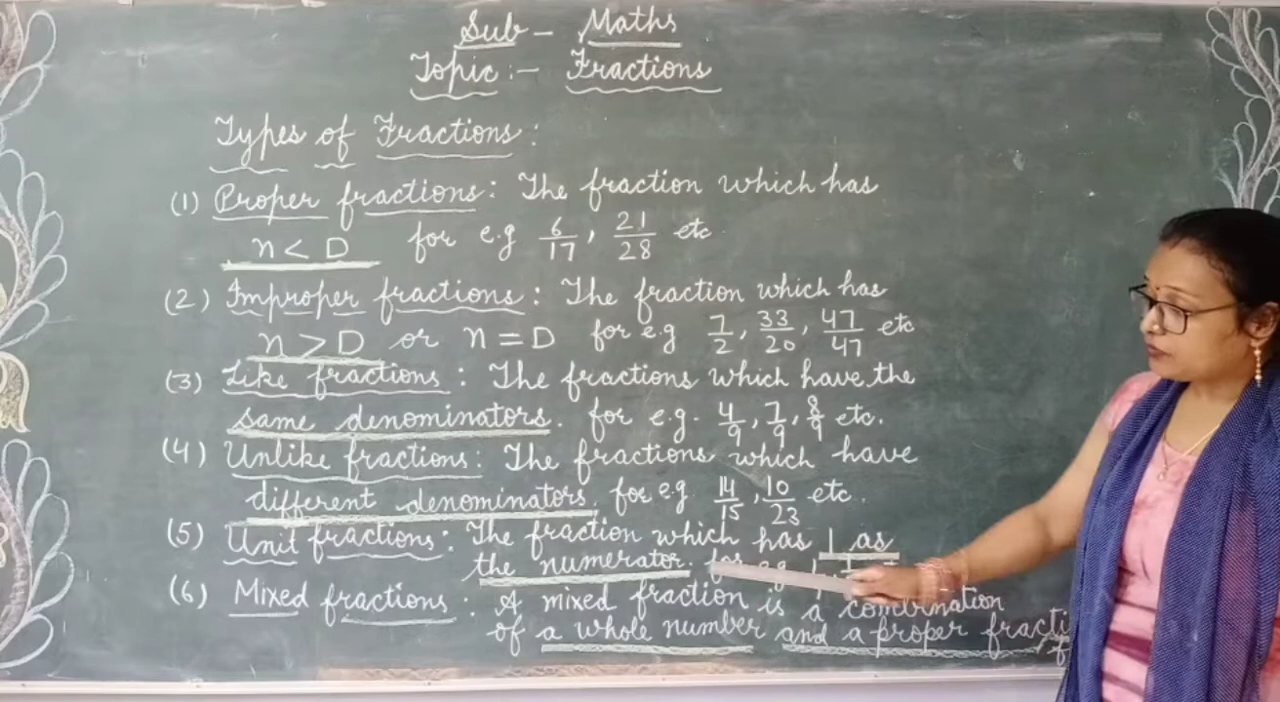 Sub - Maths
Topic :- Fractions
Types of Fractions :
(1) Proper fractions : The fraction which has
n < D for e.g 6/17, 21/28 etc
(2) Improper fractions : The fraction which has
n > D or n = D for e.g 7/2, 33/20, 47/47 etc
(3) Like fractions : The fractions which have the
same denominators. for e.g. 4/9, 7/9, 8/9 etc.
(4) Unlike fractions : The fractions which have
different denominators. for e.g 14/15, 10/23 etc.
(5) Unit fractions : The fraction which has 1 as
the numerator. for e.g.
(6) Mixed fractions : A mixed fraction is a combination
of a whole number and a proper fracti